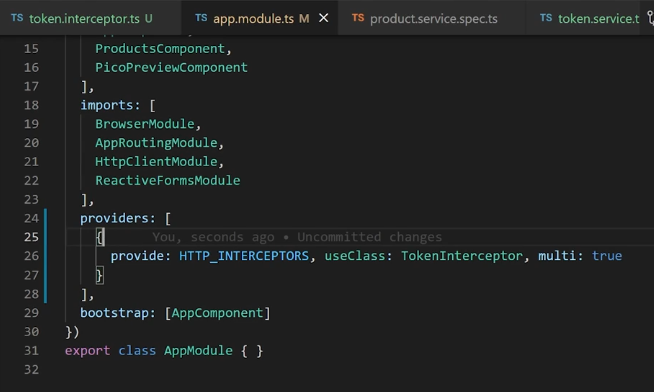 TS token.interceptor.ts U TS app.module.ts M × TS product.service.spec.ts TS token.service.t
15 ProductsComponent,
16 PicoPreviewComponent
17 ],
18 imports: [
19 BrowserModule,
20 AppRoutingModule,
21 HttpClientModule,
22 ReactiveFormsModule
23 ],
24 providers: [
25 { You, seconds ago • Uncommitted changes
26 provide: HTTP_INTERCEPTORS, useClass: TokenInterceptor, multi: true
27 }
28 ],
29 bootstrap: [AppComponent]
30 })
31 export class AppModule { }
32